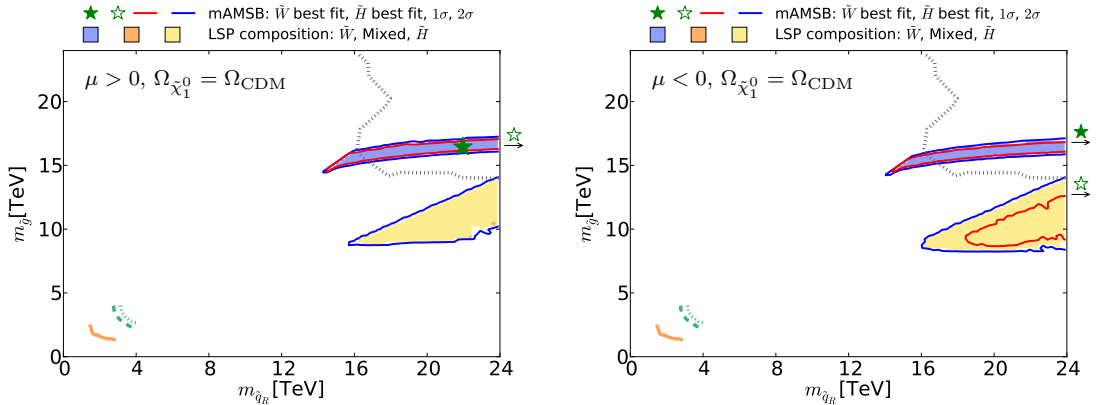 mAMSB: W̃ best fit, H̃ best fit, 1σ, 2σ
LSP composition: W̃, Mixed, H̃
μ > 0, Ω_χ̃⁰₁ = Ω_CDM
20
15
10
5
0
0 4 8 12 16 20 24
m_g̃ [TeV]
m_q̃_R [TeV]
mAMSB: W̃ best fit, H̃ best fit, 1σ, 2σ
LSP composition: W̃, Mixed, H̃
μ < 0, Ω_χ̃⁰₁ = Ω_CDM
20
15
10
5
0
0 4 8 12 16 20 24
m_g̃ [TeV]
m_q̃_R [TeV]